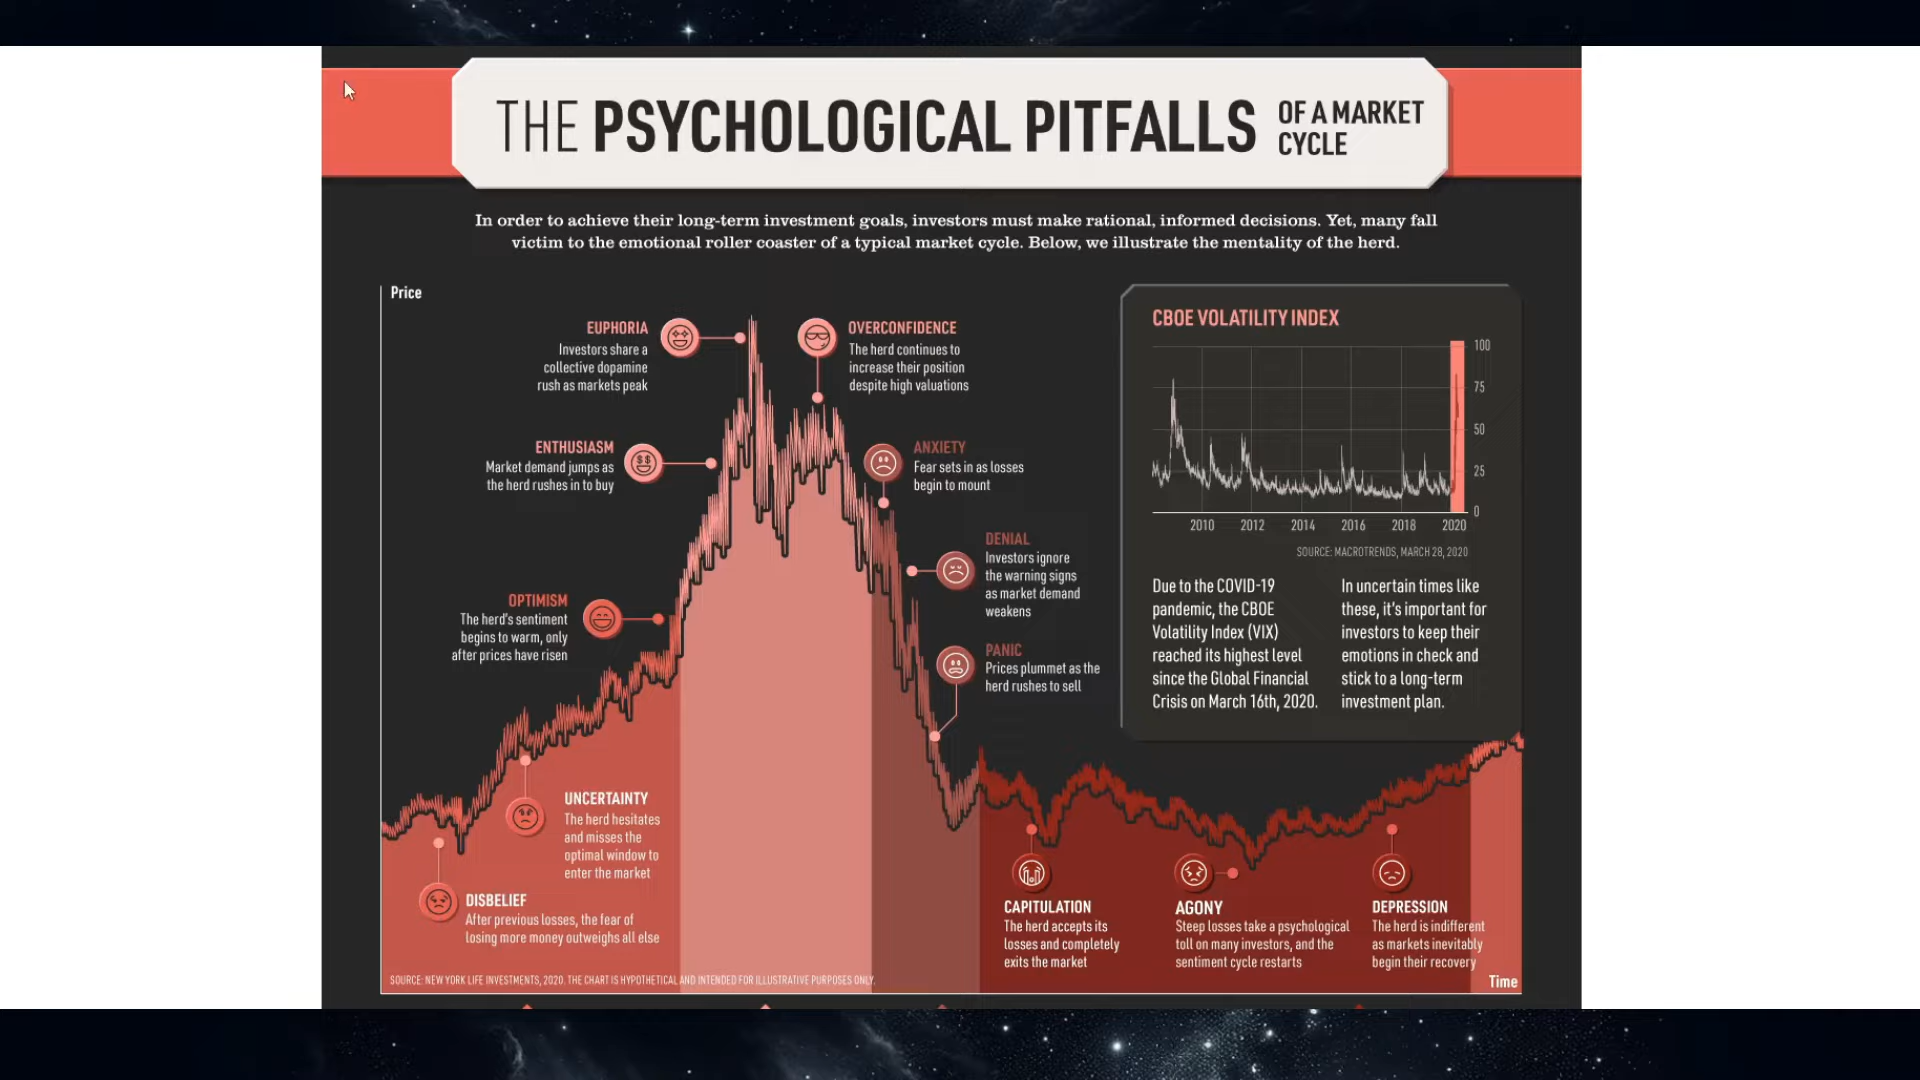 THE PSYCHOLOGICAL PITFALLS OF A MARKET
CYCLE
In order to achieve their long-term investment goals, investors must make rational, informed decisions. Yet, many fall
victim to the emotional roller coaster of a typical market cycle. Below, we illustrate the mentality of the herd.
Price
EUPHORIA
Investors share a
collective dopamine
rush as markets peak
OVERCONFIDENCE
The herd continues to
increase their position
despite high valuations
ENTHUSIASM
Market demand jumps as
the herd rushes in to buy
ANXIETY
Fear sets in as losses
begin to mount
DENIAL
Investors ignore
the warning signs
as market demand
weakens
OPTIMISM
The herd's sentiment
begins to warm, only
after prices have risen
PANIC
Prices plummet as the
herd rushes to sell
UNCERTAINTY
The herd hesitates
and misses the
optimal window to
enter the market
DISBELIEF
After previous losses, the fear of
losing more money outweighs all else
CAPITULATION
The herd accepts its
losses and completely
exits the market
AGONY
Steep losses take a psychological
toll on many investors, and the
sentiment cycle restarts
DEPRESSION
The herd is indifferent
as markets inevitably
begin their recovery
Time
SOURCE: NEW YORK LIFE INVESTMENTS, 2020. THE CHART IS HYPOTHETICAL AND INTENDED FOR ILLUSTRATIVE PURPOSES ONLY.
CBOE VOLATILITY INDEX
100
75
50
25
0
2010 2012 2014 2016 2018 2020
SOURCE: MACROTRENDS, MARCH 28, 2020
Due to the COVID-19
pandemic, the CBOE
Volatility Index (VIX)
reached its highest level
since the Global Financial
Crisis on March 16th, 2020.
In uncertain times like
these, it's important for
investors to keep their
emotions in check and
stick to a long-term
investment plan.